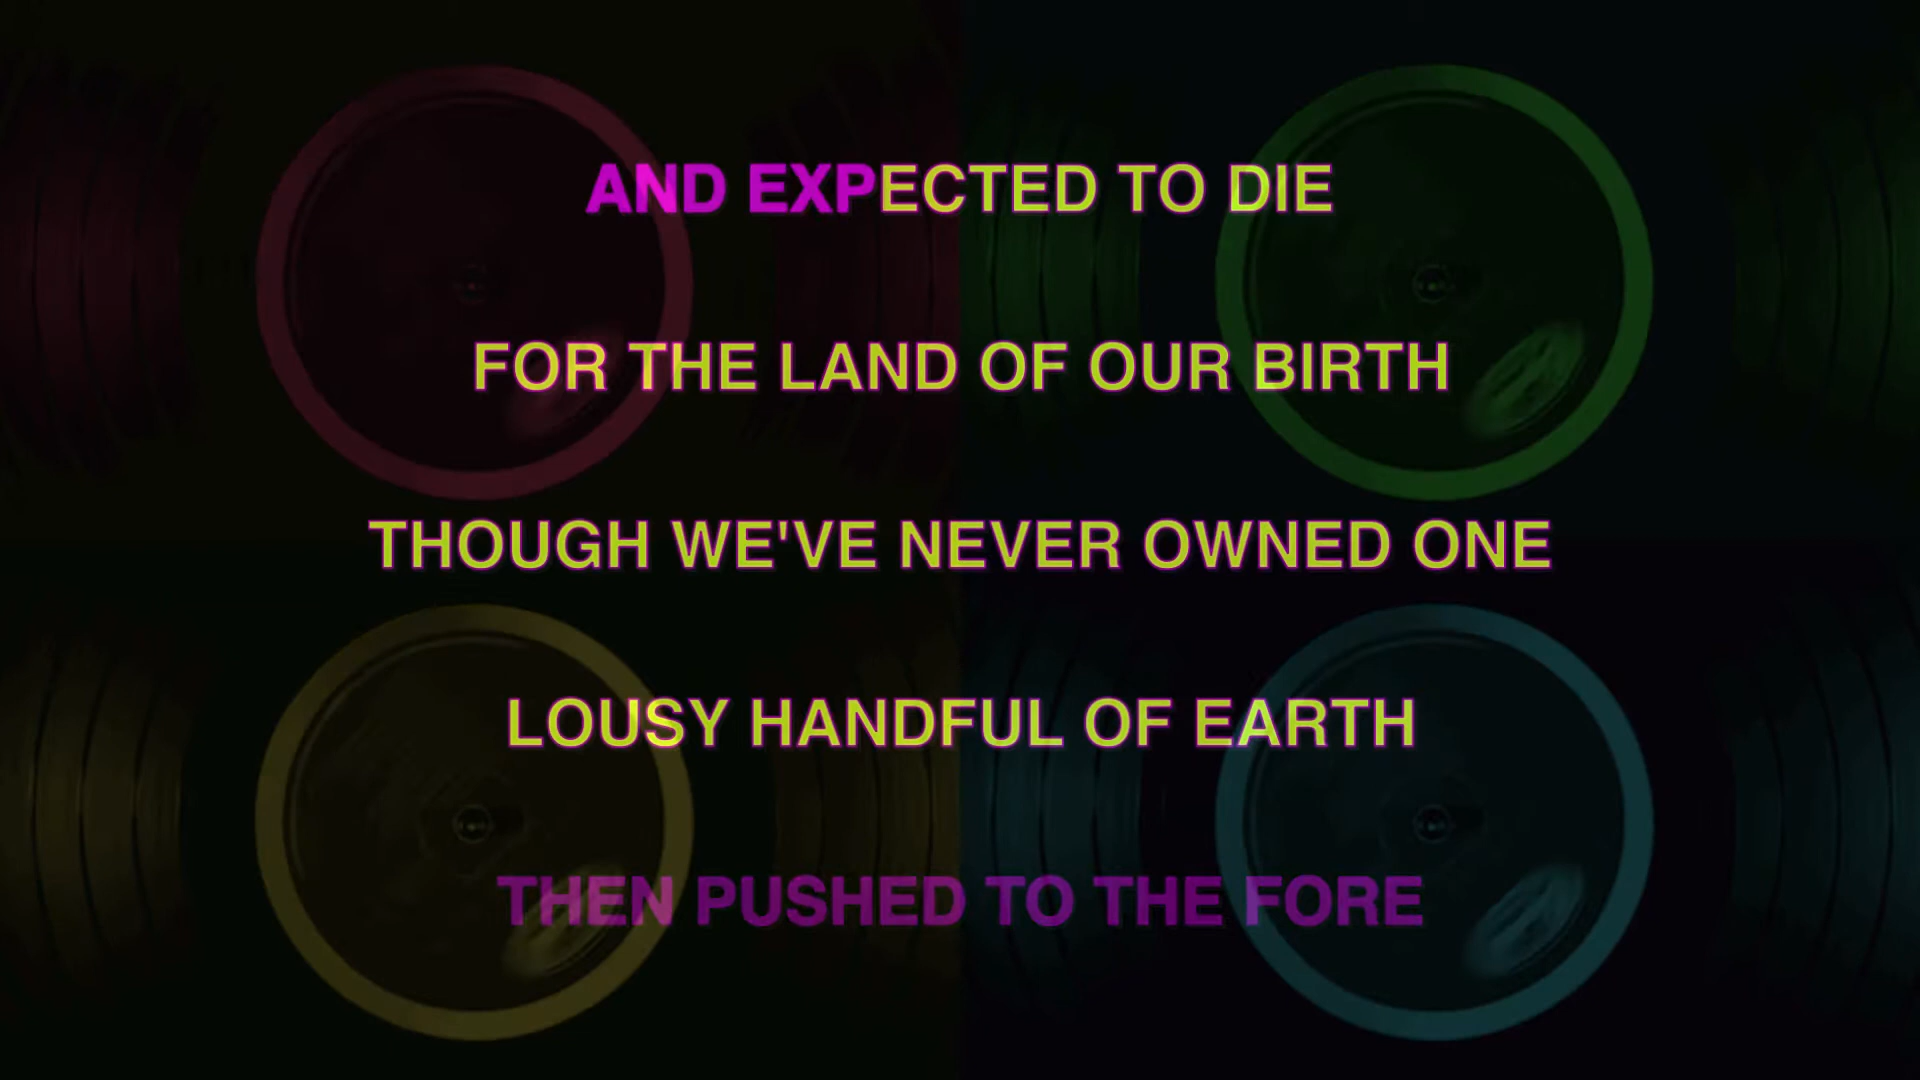 AND EXPECTED TO DIE
FOR THE LAND OF OUR BIRTH
THOUGH WE'VE NEVER OWNED ONE
LOUSY HANDFUL OF EARTH
THEN PUSHED TO THE FORE